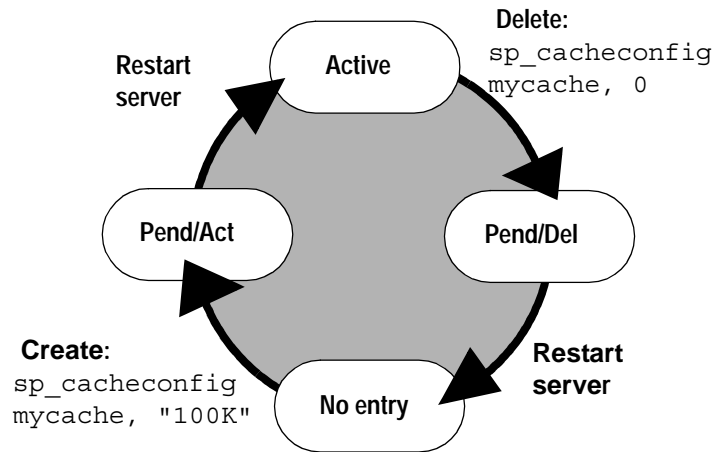 Delete:
sp_cacheconfig
mycache, 0
Restart
server
Active
Pend/Act
Pend/Del
Create:
sp_cacheconfig
mycache, "100K"
No entry
Restart
server